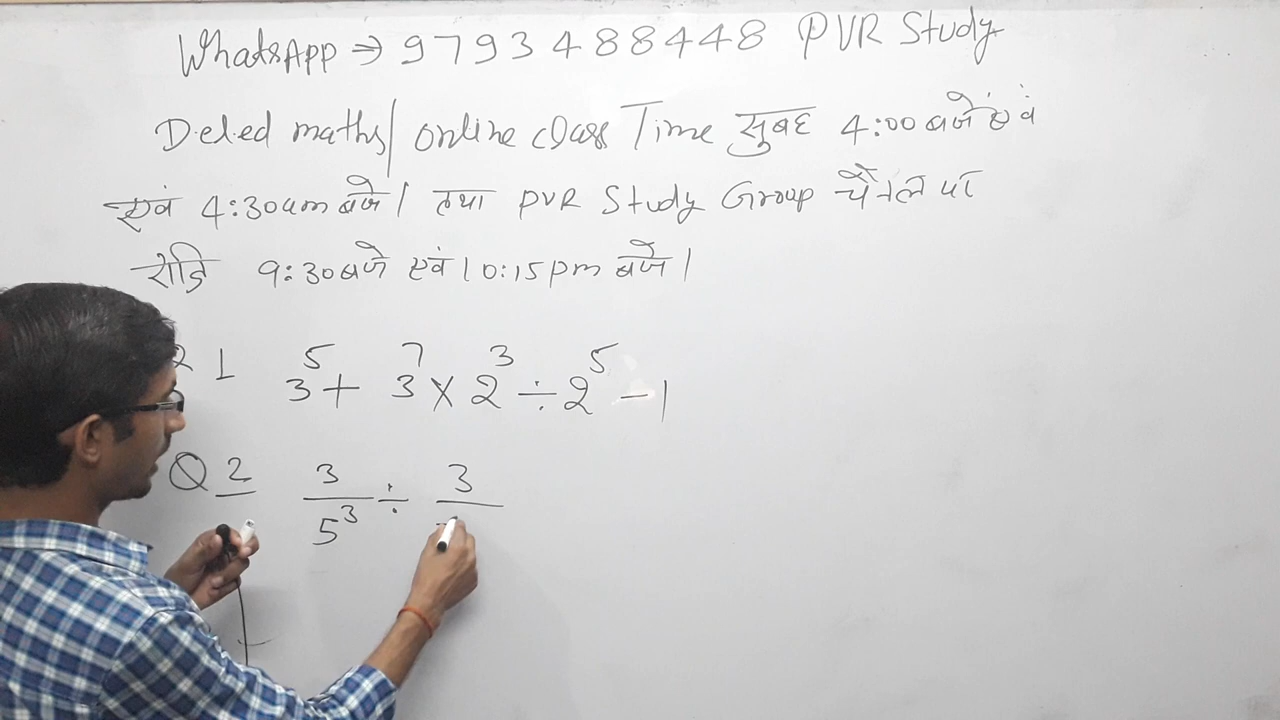 WhatsApp ⇒ 9793488448 PVR Study
D.el.ed maths / online class Time सुबह 4:00 बजे एवं
एवं 4:30am बजे। तथा PVR Study Group चैनल पर
9:30 बजे एवं 10:15pm बजे।
1 3⁵ + 3⁷ × 2³ ÷ 2⁵ - 1
Q 2 3/5³ ÷ 3/